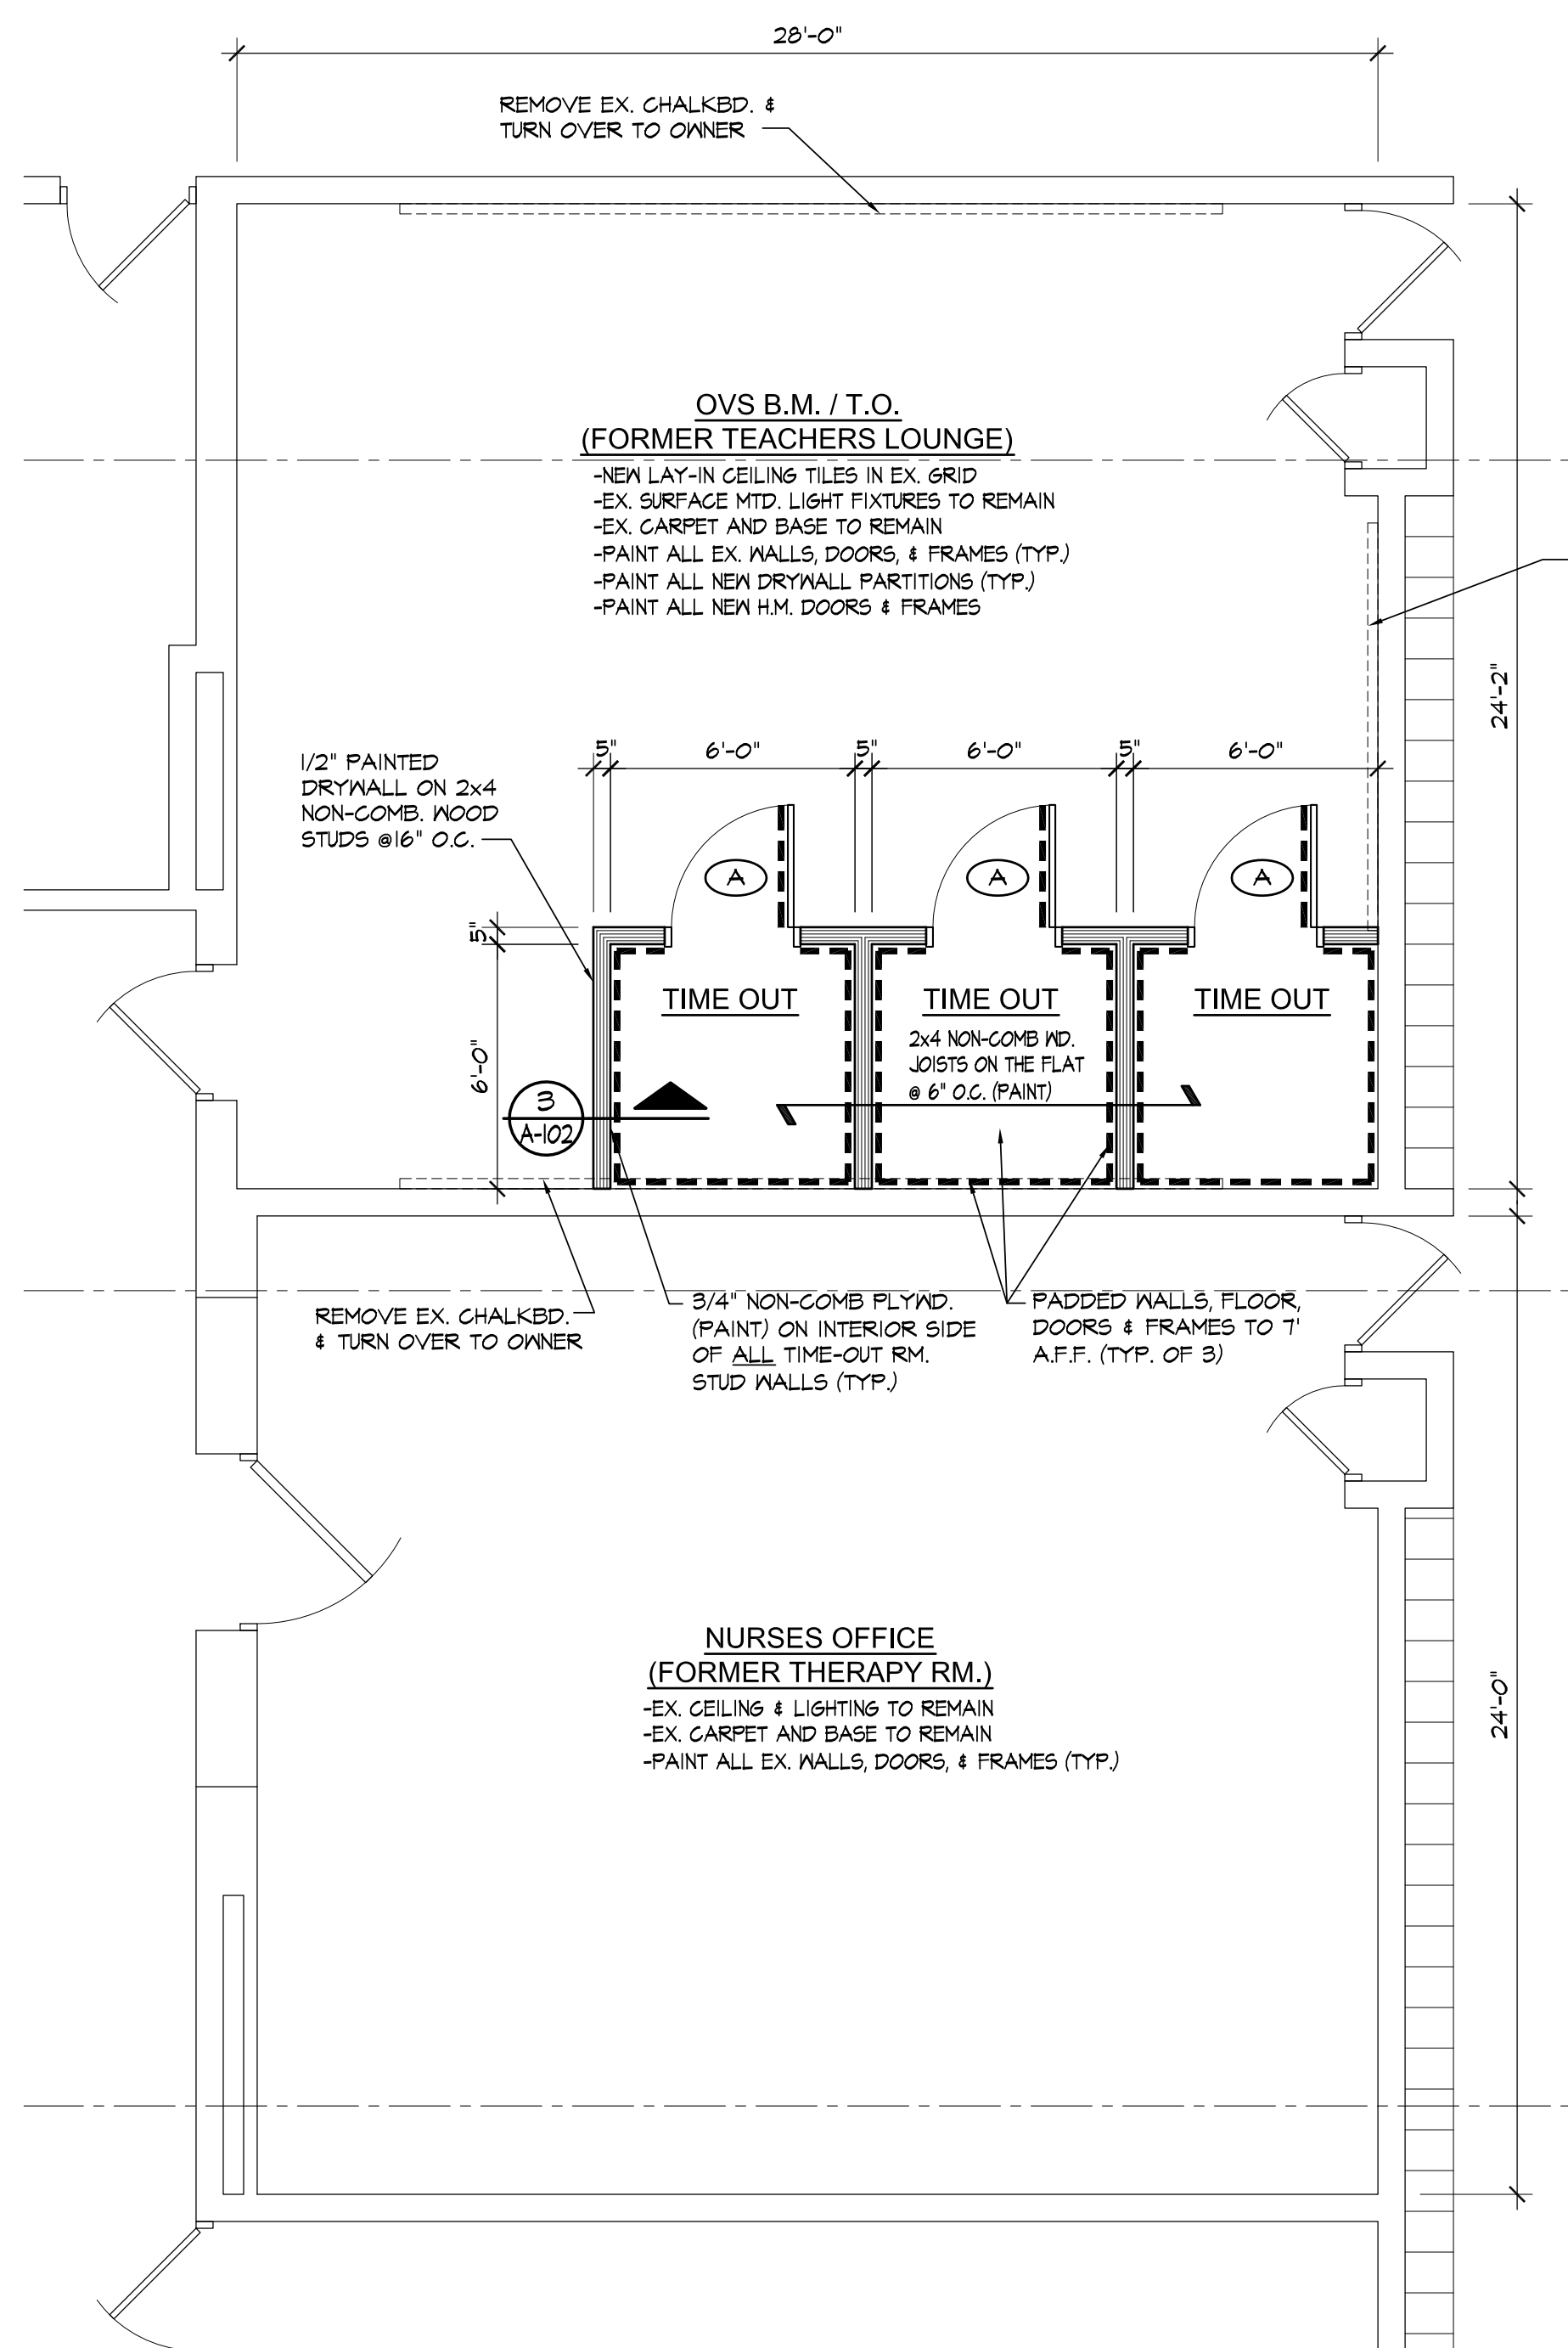 28'-0"
REMOVE EX. CHALKBD. &
TURN OVER TO OWNER
OVS B.M. / T.O.
(FORMER TEACHERS LOUNGE)
-NEW LAY-IN CEILING TILES IN EX. GRID
-EX. SURFACE MTD. LIGHT FIXTURES TO REMAIN
-EX. CARPET AND BASE TO REMAIN
-PAINT ALL EX. WALLS, DOORS, & FRAMES (TYP.)
-PAINT ALL NEW DRYWALL PARTITIONS (TYP.)
-PAINT ALL NEW H.M. DOORS & FRAMES
24'-2"
5" 6'-0" 5" 6'-0" 5" 6'-0"
1/2" PAINTED
DRYWALL ON 2x4
NON-COMB. WOOD
STUDS @16" O.C.
A A A
5"
TIME OUT TIME OUT TIME OUT
2x4 NON-COMB WD.
JOISTS ON THE FLAT
@ 6" O.C. (PAINT)
6'-0"
3
A-102
REMOVE EX. CHALKBD.
& TURN OVER TO OWNER
3/4" NON-COMB PLYWD.
(PAINT) ON INTERIOR SIDE
OF ALL TIME-OUT RM.
STUD WALLS (TYP.)
PADDED WALLS, FLOOR,
DOORS & FRAMES TO 7'
A.F.F. (TYP. OF 3)
NURSES OFFICE
(FORMER THERAPY RM.)
-EX. CEILING & LIGHTING TO REMAIN
-EX. CARPET AND BASE TO REMAIN
-PAINT ALL EX. WALLS, DOORS, & FRAMES (TYP.)
24'-0"